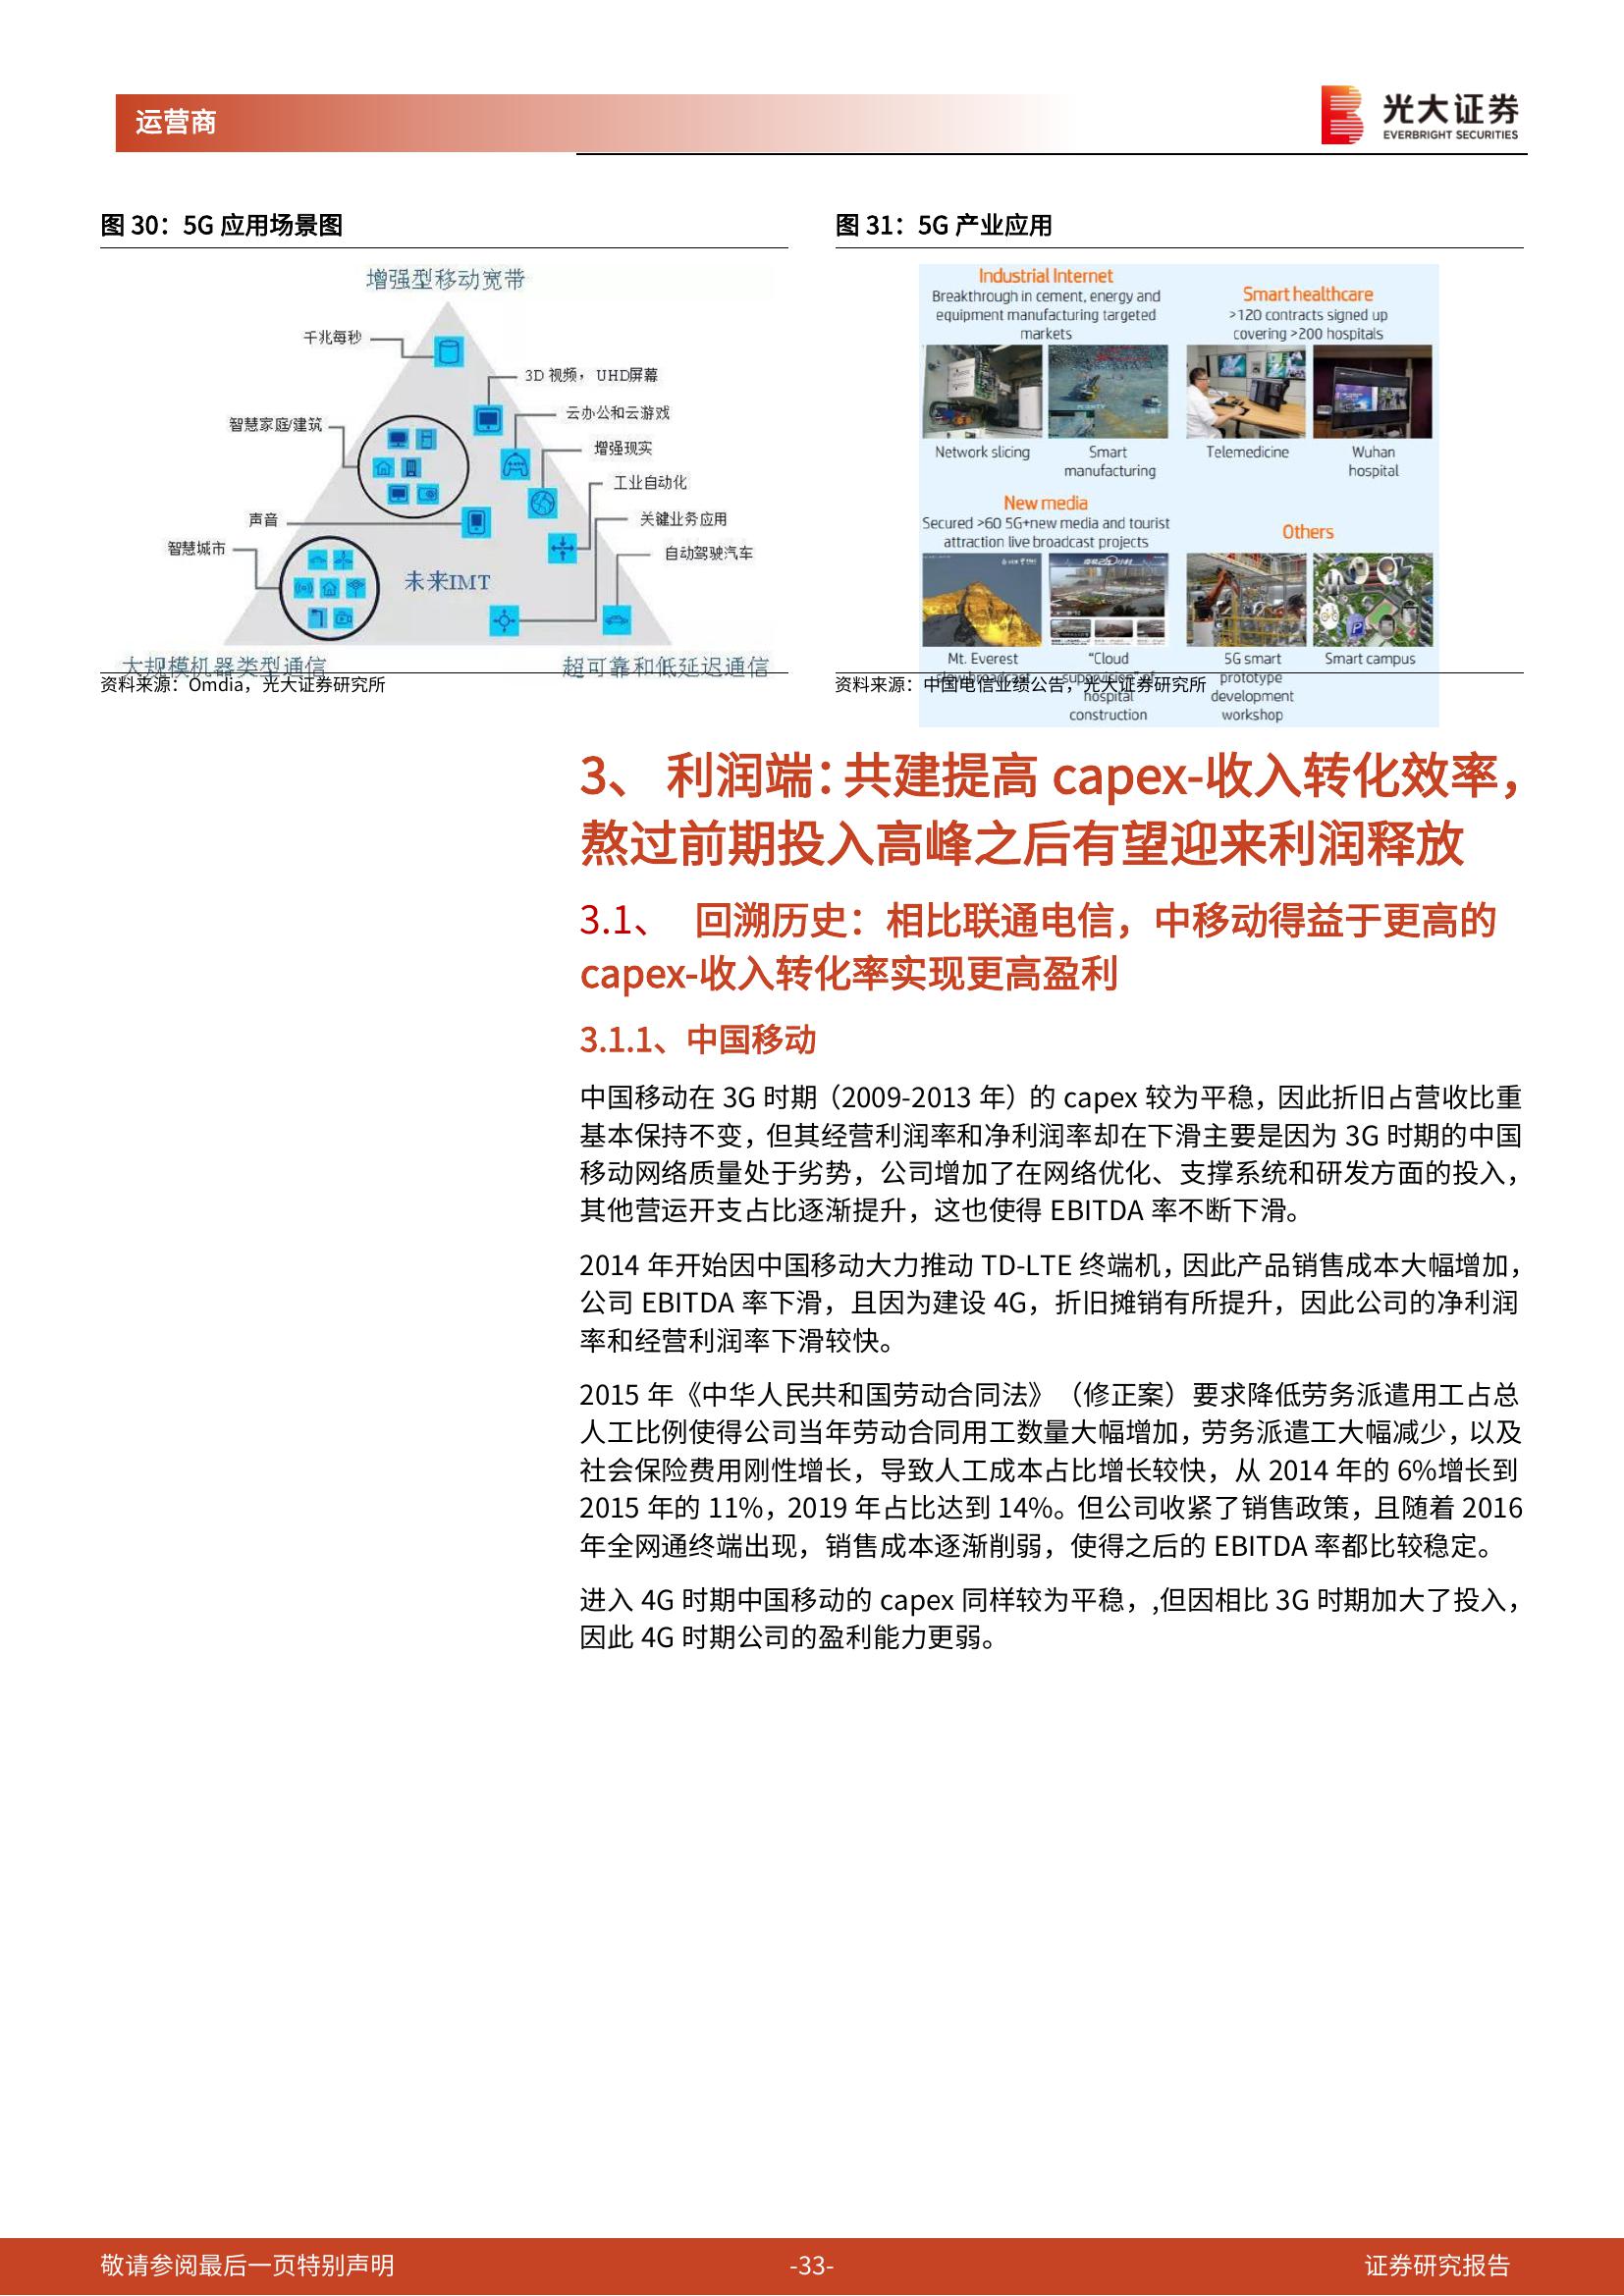 运营商
光大证券
EVERBRIGHT SECURITIES
图 30：5G 应用场景图
增强型移动宽带
千兆每秒
3D 视频，UHD屏幕
云办公和云游戏
智慧家庭/建筑
增强现实
工业自动化
声音
关键业务应用
智慧城市
自动驾驶汽车
未来IMT
大规模机器类型通信
超可靠和低延迟通信
资料来源：Omdia，光大证券研究所
图 31：5G 产业应用
Industrial Internet
Breakthrough in cement, energy and
equipment manufacturing targeted
markets
Smart healthcare
>120 contracts signed up
covering >200 hospitals
Network slicing
Smart
manufacturing
Telemedicine
Wuhan
hospital
New media
Secured >60 5G+new media and tourist
attraction live broadcast projects
Others
Mt. Everest
slow broadcast
“Cloud
supervision” of
hospital
construction
5G smart
prototype
development
workshop
Smart campus
资料来源：中国电信业绩公告，光大证券研究所
3、 利润端：共建提高 capex-收入转化效率，
熬过前期投入高峰之后有望迎来利润释放
3.1、 回溯历史：相比联通电信，中移动得益于更高的
capex-收入转化率实现更高盈利
3.1.1、中国移动
中国移动在 3G 时期（2009-2013 年）的 capex 较为平稳，因此折旧占营收比重
基本保持不变，但其经营利润率和净利润率却在下滑主要是因为 3G 时期的中国
移动网络质量处于劣势，公司增加了在网络优化、支撑系统和研发方面的投入，
其他营运开支占比逐渐提升，这也使得 EBITDA 率不断下滑。
2014 年开始因中国移动大力推动 TD-LTE 终端机，因此产品销售成本大幅增加，
公司 EBITDA 率下滑，且因为建设 4G，折旧摊销有所提升，因此公司的净利润
率和经营利润率下滑较快。
2015 年《中华人民共和国劳动合同法》（修正案）要求降低劳务派遣用工占总
人工比例使得公司当年劳动合同用工数量大幅增加，劳务派遣工大幅减少，以及
社会保险费用刚性增长，导致人工成本占比增长较快，从 2014 年的 6%增长到
2015 年的 11%，2019 年占比达到 14%。但公司收紧了销售政策，且随着 2016
年全网通终端出现，销售成本逐渐削弱，使得之后的 EBITDA 率都比较稳定。
进入 4G 时期中国移动的 capex 同样较为平稳，,但因相比 3G 时期加大了投入，
因此 4G 时期公司的盈利能力更弱。
敬请参阅最后一页特别声明
-33-
证券研究报告